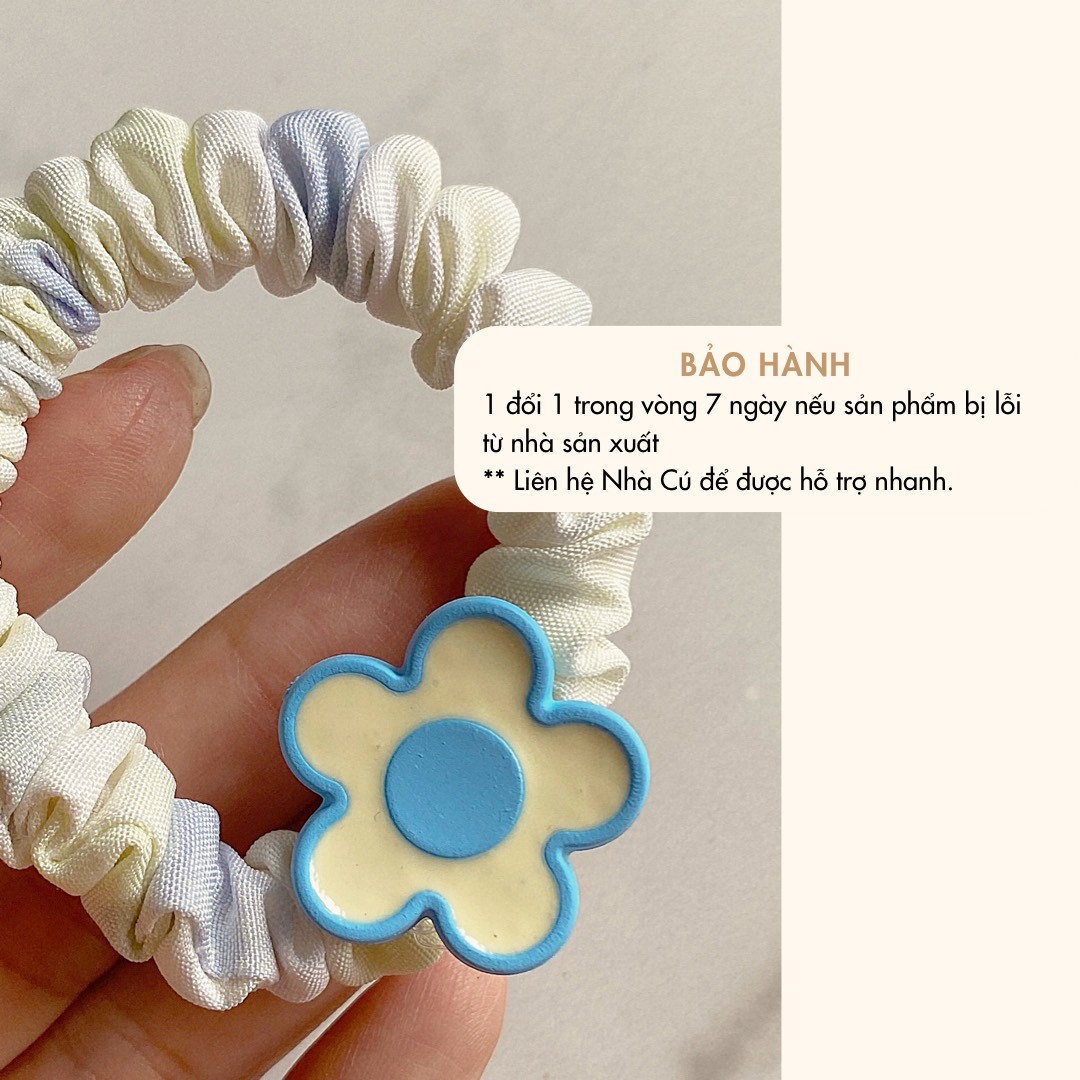 BẢO HÀNH
1 đổi 1 trong vòng 7 ngày nếu sản phẩm bị lỗi
từ nhà sản xuất
** Liên hệ Nhà Cú để được hỗ trợ nhanh.